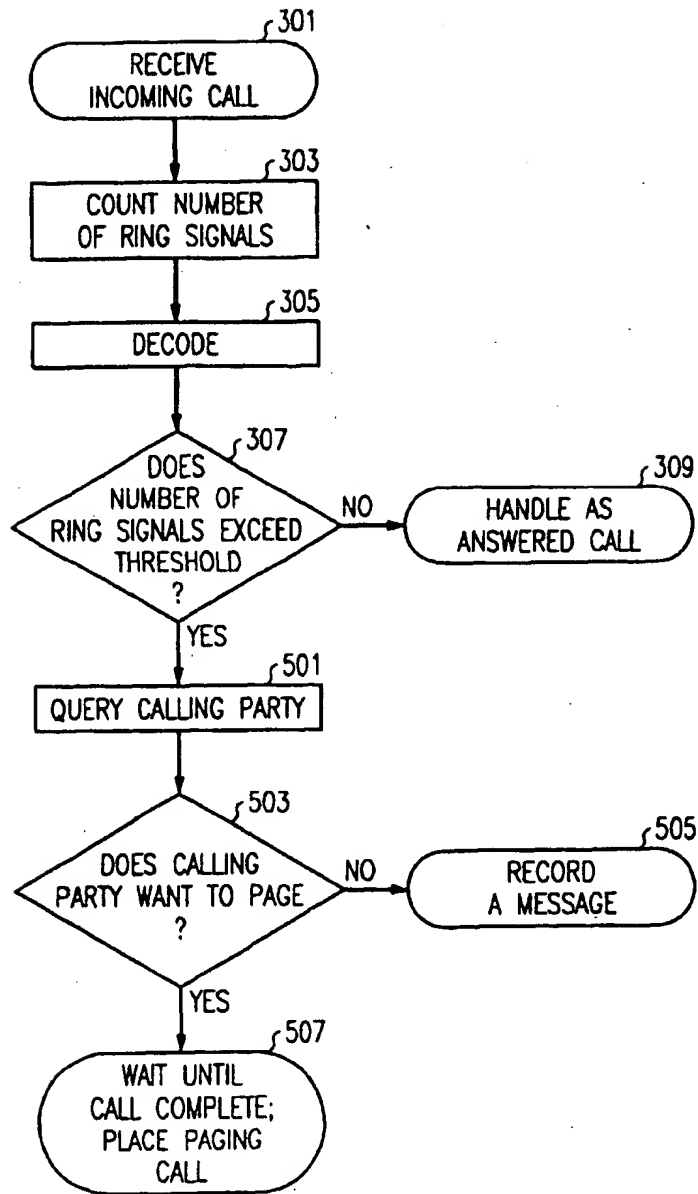 301
RECEIVE
INCOMING CALL
303
COUNT NUMBER
OF RING SIGNALS
305
DECODE
307
DOES
NUMBER OF
RING SIGNALS EXCEED
THRESHOLD
?
NO
309
HANDLE AS
ANSWERED CALL
YES
501
QUERY CALLING PARTY
503
DOES CALLING
PARTY WANT TO PAGE
?
NO
505
RECORD
A MESSAGE
YES
507
WAIT UNTIL
CALL COMPLETE;
PLACE PAGING
CALL